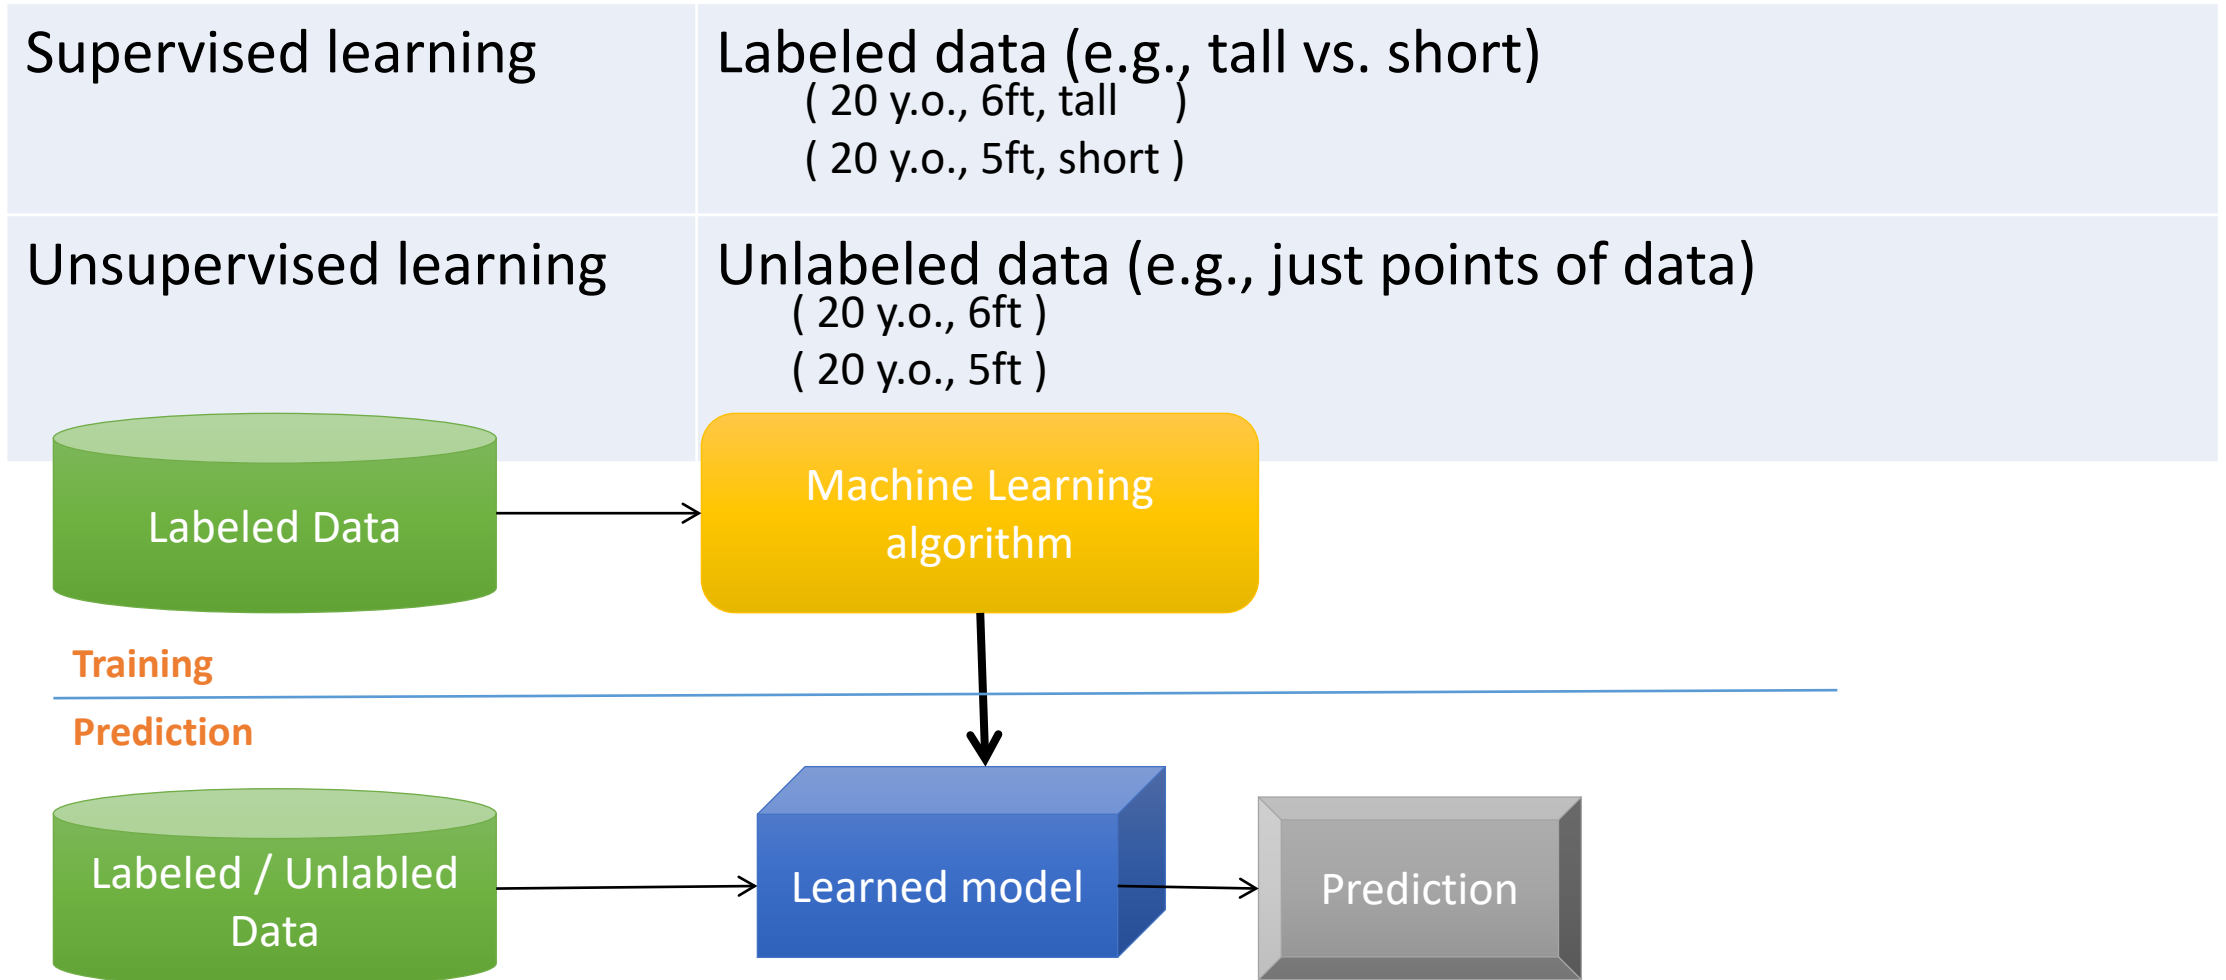 Supervised learning
Labeled data (e.g., tall vs. short)
( 20 y.o., 6ft, tall )
( 20 y.o., 5ft, short )
Unsupervised learning
Unlabeled data (e.g., just points of data)
( 20 y.o., 6ft )
( 20 y.o., 5ft )
Labeled Data
Machine Learning
algorithm
Training
Prediction
Labeled / Unlabled
Data
Learned model
Prediction